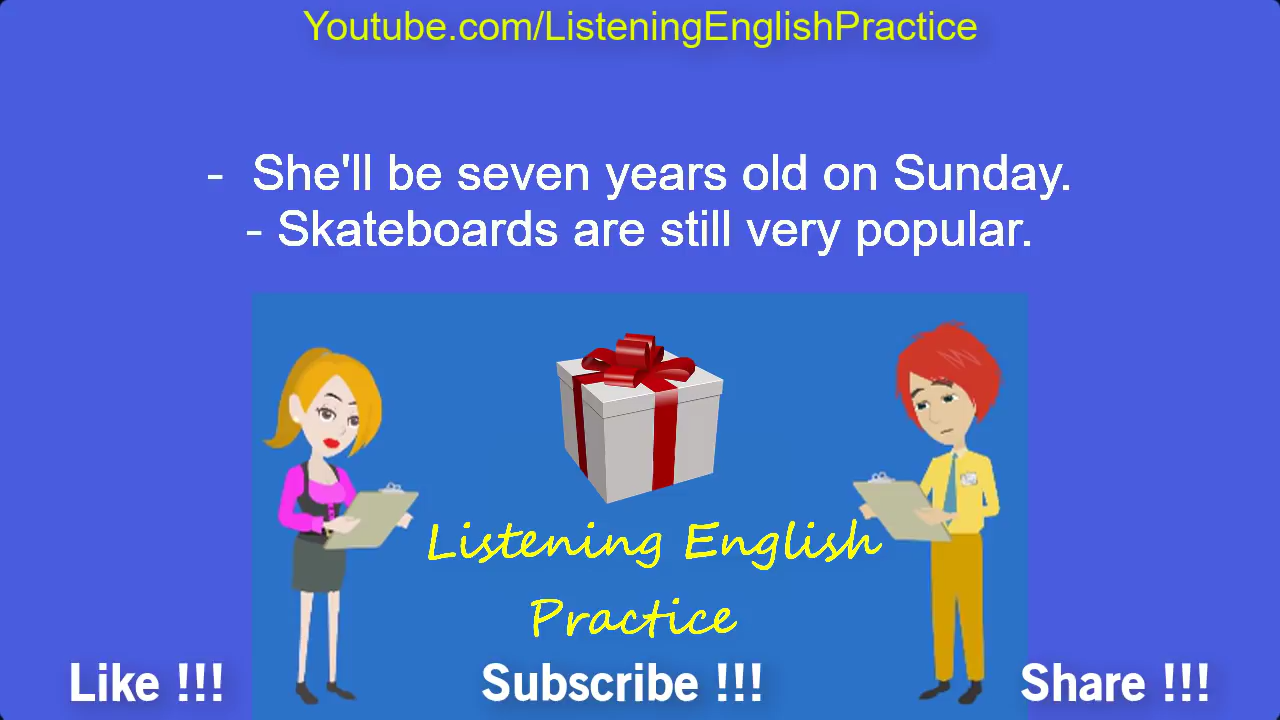 Youtube.com/ListeningEnglishPractice
- She'll be seven years old on Sunday.
- Skateboards are still very popular.
Listening English
Practice
Like !!!
Subscribe !!!
Share !!!